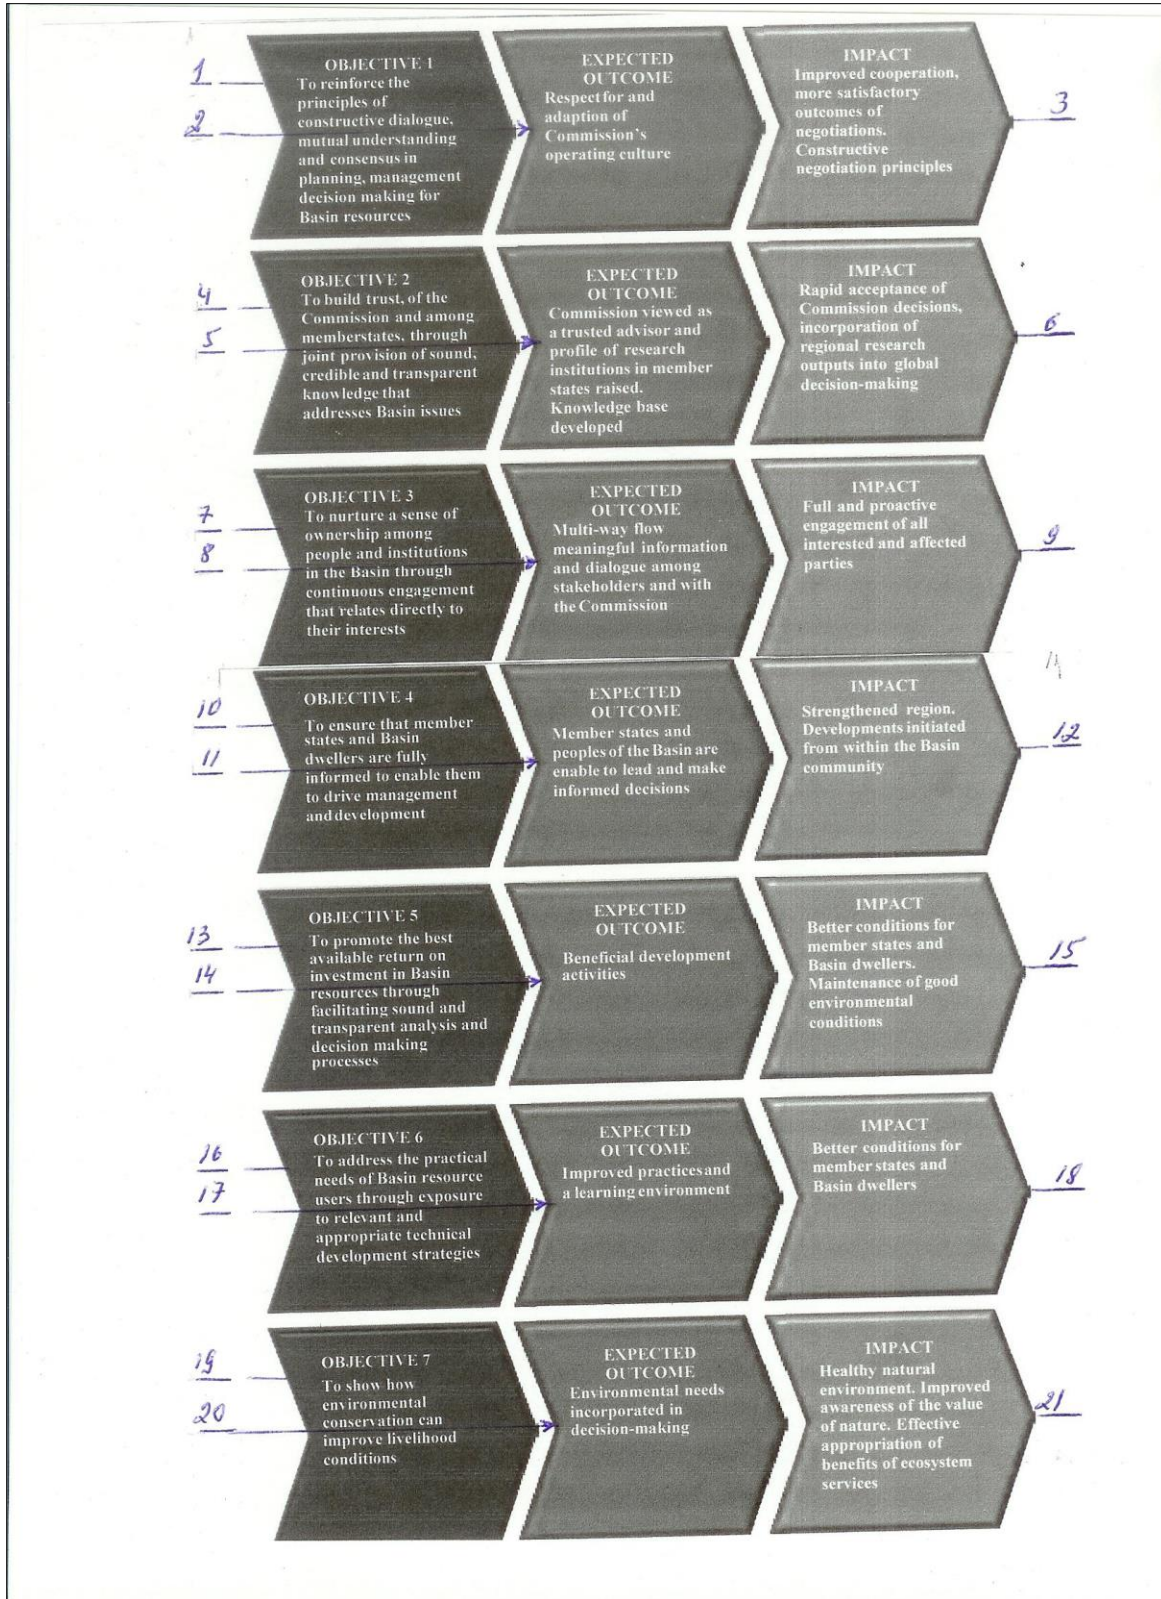 1
2
OBJECTIVE 1
To reinforce the
principles of
constructive dialogue,
mutual understanding
and consensus in
planning, management
decision making for
Basin resources
EXPECTED
OUTCOME
Respect for and
adaption of
Commission's
operating culture
IMPACT
Improved cooperation,
more satisfactory
outcomes of
negotiations.
Constructive
negotiation principles
3
4
5
OBJECTIVE 2
To build trust, of the
Commission and among
memberstates, through
joint provision of sound,
credible and transparent
knowledge that
addresses Basin issues
EXPECTED
OUTCOME
Commission viewed as
a trusted advisor and
profile of research
institutions in member
states raised.
Knowledge base
developed
IMPACT
Rapid acceptance of
Commission decisions,
incorporation of
regional research
outputs into global
decision-making
6
7
8
OBJECTIVE 3
To nurture a sense of
ownership among
people and institutions
in the Basin through
continuous engagement
that relates directly to
their interests
EXPECTED
OUTCOME
Multi-way flow
meaningful information
and dialogue among
stakeholders and with
the Commission
IMPACT
Full and proactive
engagement of all
interested and affected
parties
9
10
11
OBJECTIVE 4
To ensure that member
states and Basin
dwellers are fully
informed to enable them
to drive management
and development
EXPECTED
OUTCOME
Member states and
peoples of the Basin are
enable to lead and make
informed decisions
IMPACT
Strengthened region.
Developments initiated
from within the Basin
community
12
13
14
OBJECTIVE 5
To promote the best
available return on
investment in Basin
resources through
facilitating sound and
transparent analysis and
decision making
processes
EXPECTED
OUTCOME
Beneficial development
activities
IMPACT
Better conditions for
member states and
Basin dwellers.
Maintenance of good
environmental
conditions
15
16
17
OBJECTIVE 6
To address the practical
needs of Basin resource
users through exposure
to relevant and
appropriate technical
development strategies
EXPECTED
OUTCOME
Improved practices and
a learning environment
IMPACT
Better conditions for
member states and
Basin dwellers
18
19
20
OBJECTIVE 7
To show how
environmental
conservation can
improve livelihood
conditions
EXPECTED
OUTCOME
Environmental needs
incorporated in
decision-making
IMPACT
Healthy natural
environment. Improved
awareness of the value
of nature. Effective
appropriation of
benefits of ecosystem
services
21